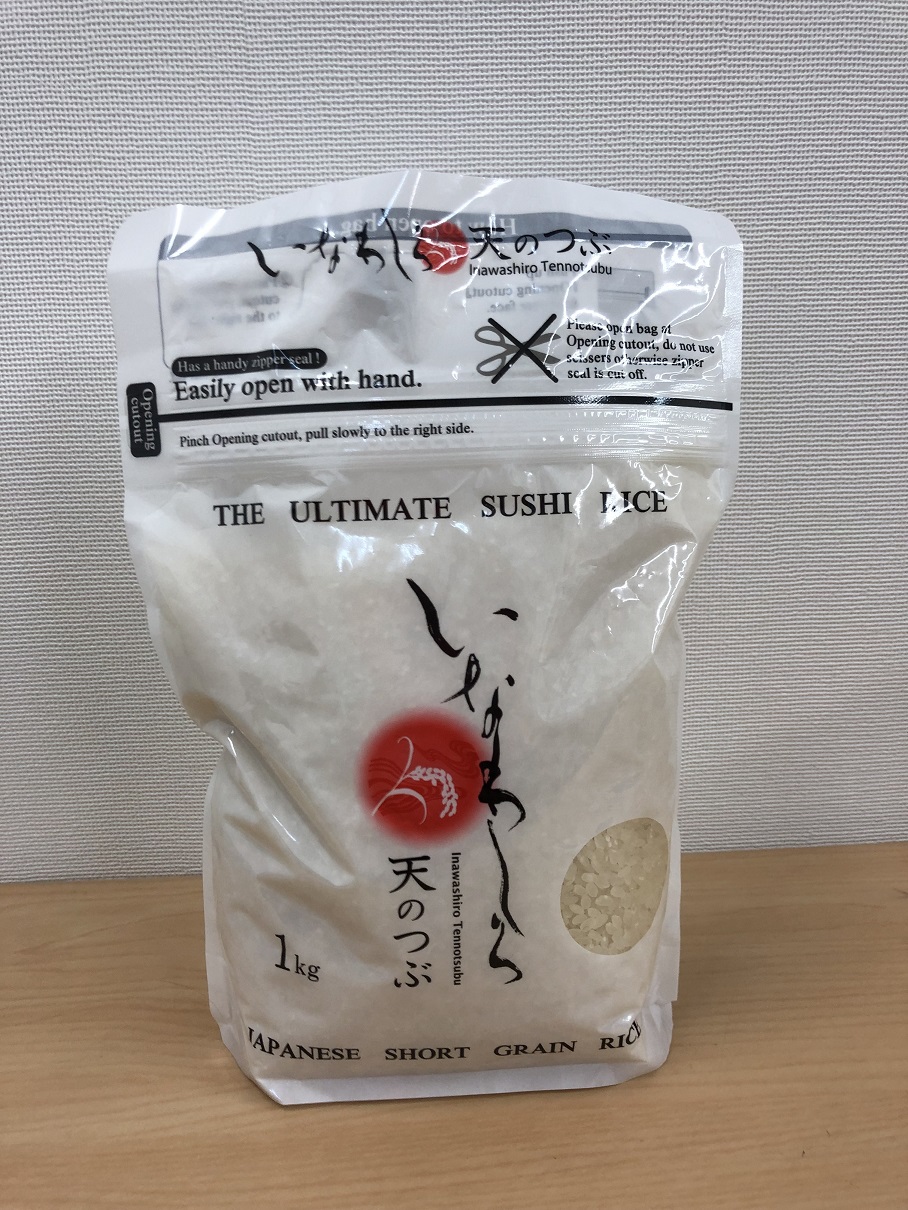 いなわしろ 天のつぶ
Inawashiro Tennotsubu
Please open bag at
Opening cutout, do not use
scissers otherwise zipper
seal is cut off.
Has a handy zipper seal !
Easily open with hand.
Opening
cutout
Pinch Opening cutout, pull slowly to the right side.
THE ULTIMATE SUSHI RICE
いなわしろ
天のつぶ
Inawashiro Tennotsubu
1kg
JAPANESE SHORT GRAIN RICE